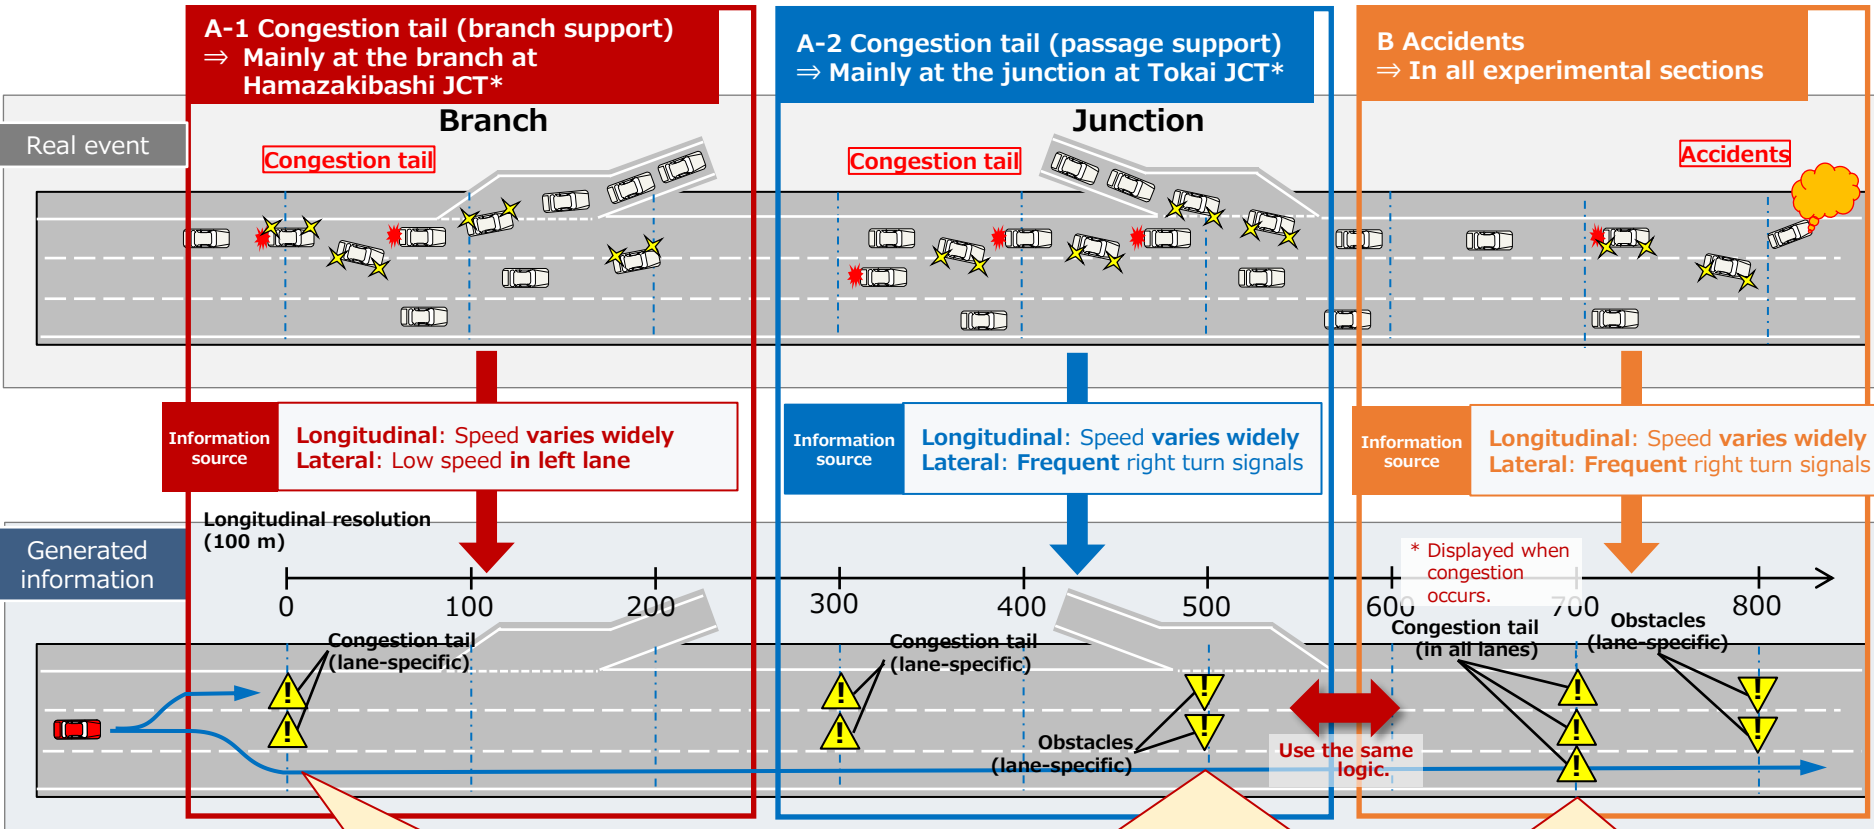 A-1 Congestion tail (branch support)
⇒ Mainly at the branch at
Hamazakibashi JCT*
A-2 Congestion tail (passage support)
⇒ Mainly at the junction at Tokai JCT*
B Accidents
⇒ In all experimental sections
Real event
Branch
Congestion tail
Junction
Congestion tail
Accidents
Information
source
Longitudinal: Speed varies widely
Lateral: Low speed in left lane
Information
source
Longitudinal: Speed varies widely
Lateral: Frequent right turn signals
Information
source
Longitudinal: Speed varies widely
Lateral: Frequent right turn signals
Generated
information
Longitudinal resolution
(100 m)
* Displayed when
congestion
occurs.
0 100 200 300 400 500 600 700 800
Congestion tail
(lane-specific)
Congestion tail
(lane-specific)
Obstacles
(lane-specific)
Use the same
logic.
Congestion tail
(in all lanes)
Obstacles
(lane-specific)
! ! ! ! ! ! ! ! ! ! !